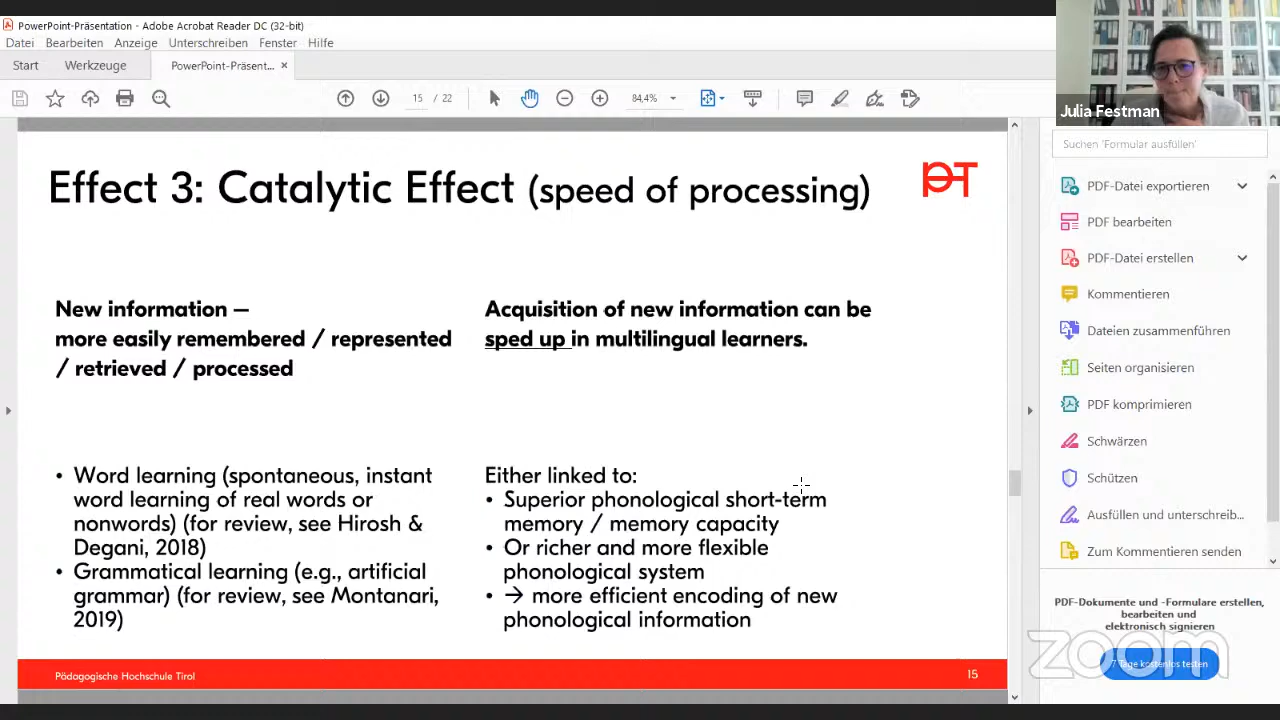 PowerPoint-Präsentation - Adobe Acrobat Reader DC (32-bit)
Datei Bearbeiten Anzeige Unterschreiben Fenster Hilfe
Start Werkzeuge PowerPoint-Präsent... ×
15 / 22 84,4%
Julia Festman
Suchen 'Formular ausfüllen'
PDF-Datei exportieren
PDF bearbeiten
PDF-Datei erstellen
Kommentieren
Dateien zusammenführen
Seiten organisieren
PDF komprimieren
Schwärzen
Schützen
Ausfüllen und unterschreib...
Zum Kommentieren senden
PDF-Dokumente und -Formulare erstellen,
bearbeiten und
elektronisch signieren
7 Tage kostenlos testen
zoom
Effect 3: Catalytic Effect (speed of processing)
New information –
more easily remembered / represented
/ retrieved / processed
• Word learning (spontaneous, instant
word learning of real words or
nonwords) (for review, see Hirosh &
Degani, 2018)
• Grammatical learning (e.g., artificial
grammar) (for review, see Montanari,
2019)
Acquisition of new information can be
sped up in multilingual learners.
Either linked to:
• Superior phonological short-term
memory / memory capacity
• Or richer and more flexible
phonological system
• → more efficient encoding of new
phonological information
Pädagogische Hochschule Tirol
15